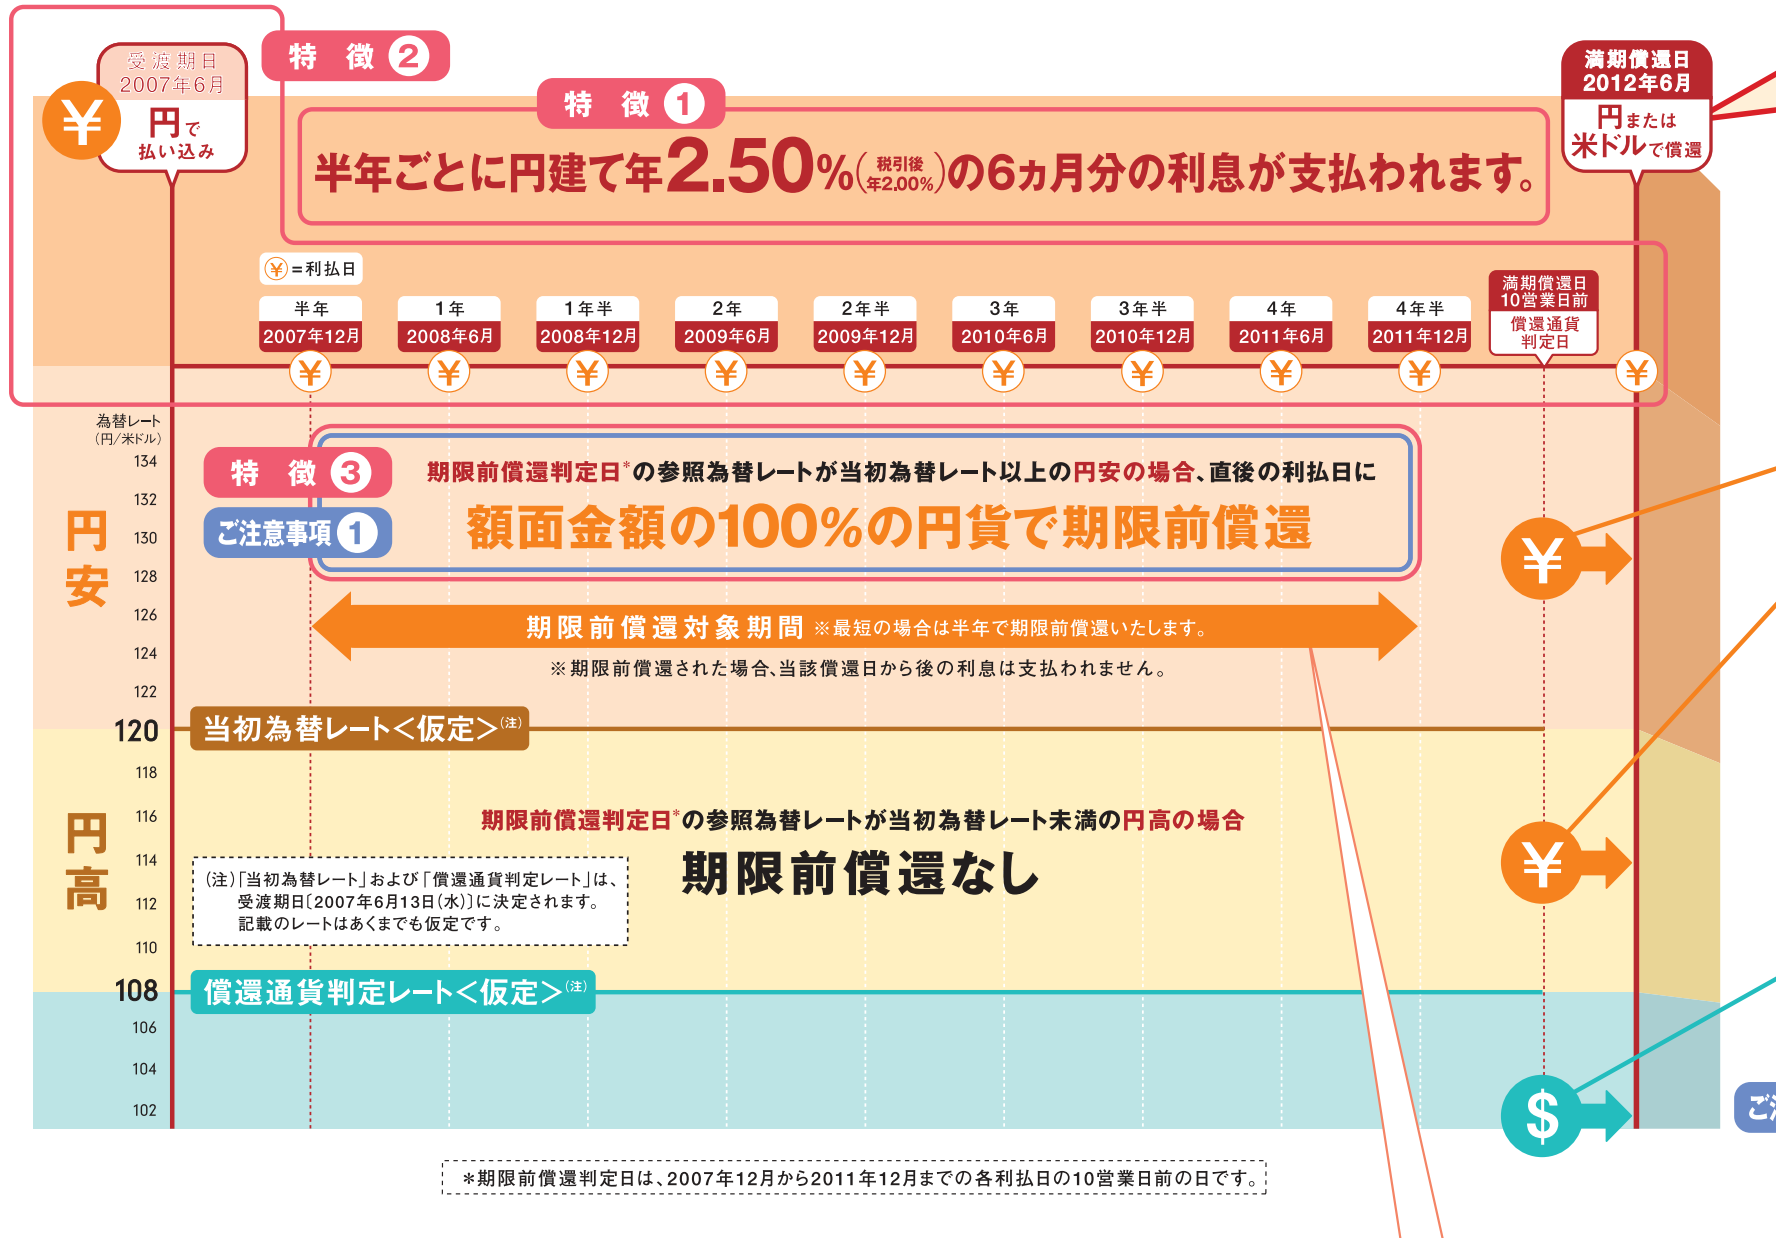 受渡期日
2007年6月
¥
円で
払い込み
特 徴 2
特 徴 1
半年ごとに円建て年2.50%(税引後年2.00%)の6ヵ月分の利息が支払われます。
満期償還日
2012年6月
円または
米ドルで償還
¥=利払日
半年
2007年12月
1年
2008年6月
1年半
2008年12月
2年
2009年6月
2年半
2009年12月
3年
2010年6月
3年半
2010年12月
4年
2011年6月
4年半
2011年12月
満期償還日
10営業日前
償還通貨
判定日
¥ ¥ ¥ ¥ ¥ ¥ ¥ ¥ ¥ ¥
為替レート
(円/米ドル)
134
132
130
128
126
124
122
120
118
116
114
112
110
108
106
104
102
円安
円高
特 徴 3
ご注意事項 1
期限前償還判定日*の参照為替レートが当初為替レート以上の円安の場合、直後の利払日に
額面金額の100%の円貨で期限前償還
¥
期限前償還対象期間 ※最短の場合は半年で期限前償還いたします。
※期限前償還された場合、当該償還日から後の利息は支払われません。
当初為替レート<仮定>(注)
期限前償還判定日*の参照為替レートが当初為替レート未満の円高の場合
期限前償還なし
¥
(注)「当初為替レート」および「償還通貨判定レート」は、
受渡期日〔2007年6月13日(水)〕に決定されます。
記載のレートはあくまでも仮定です。
償還通貨判定レート<仮定>(注)
$
*期限前償還判定日は、2007年12月から2011年12月までの各利払日の10営業日前の日です。